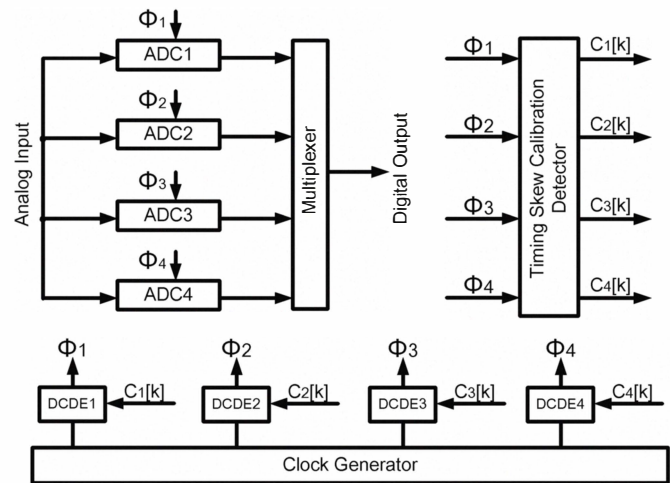 Φ1
ADC1
Φ2
ADC2
Φ3
ADC3
Φ4
ADC4
Analog Input
Multiplexer
Digital Output
Φ1
Φ2
Φ3
Φ4
Timing Skew Calibration
Detector
C1[k]
C2[k]
C3[k]
C4[k]
Φ1
Φ2
Φ3
Φ4
DCDE1
C1[k]
DCDE2
C2[k]
DCDE3
C3[k]
DCDE4
C4[k]
Clock Generator